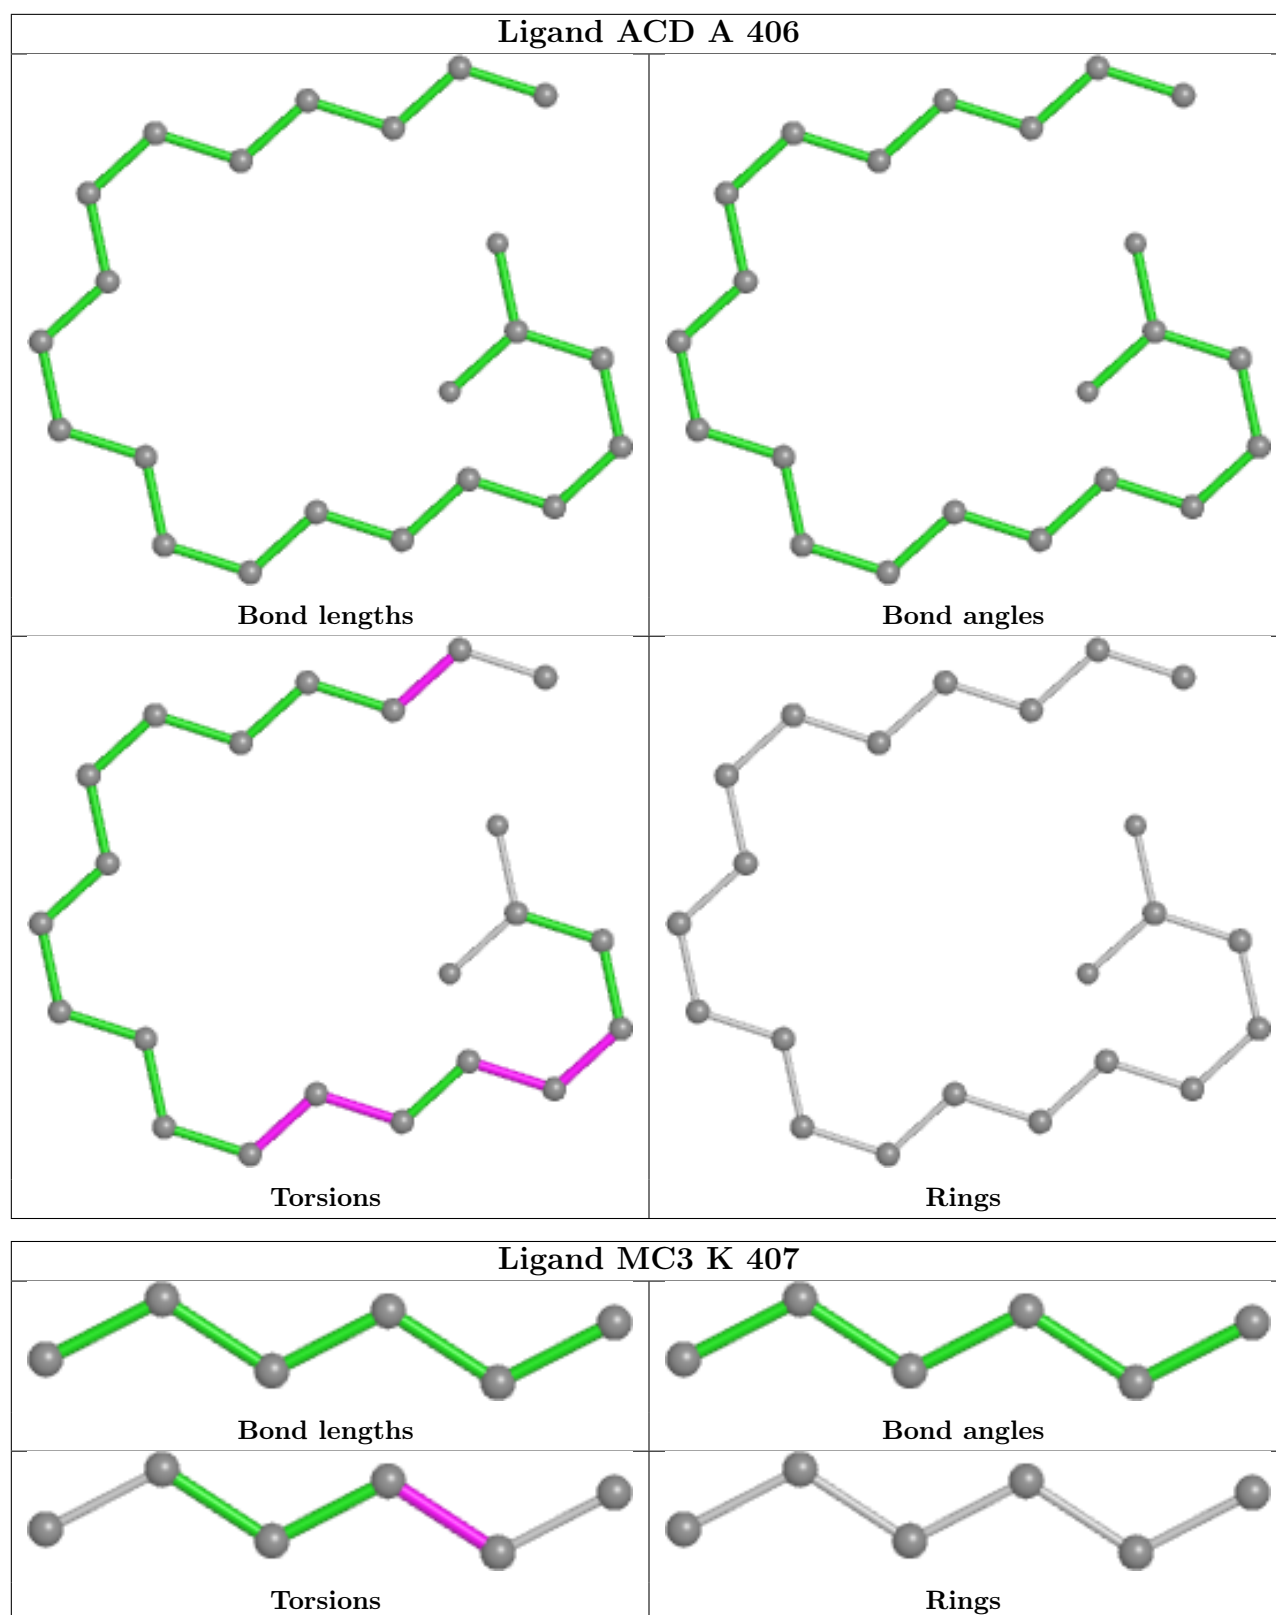 Ligand ACD A 406
Bond lengths
Bond angles
Torsions
Rings
Ligand MC3 K 407
Bond lengths
Bond angles
Torsions
Rings